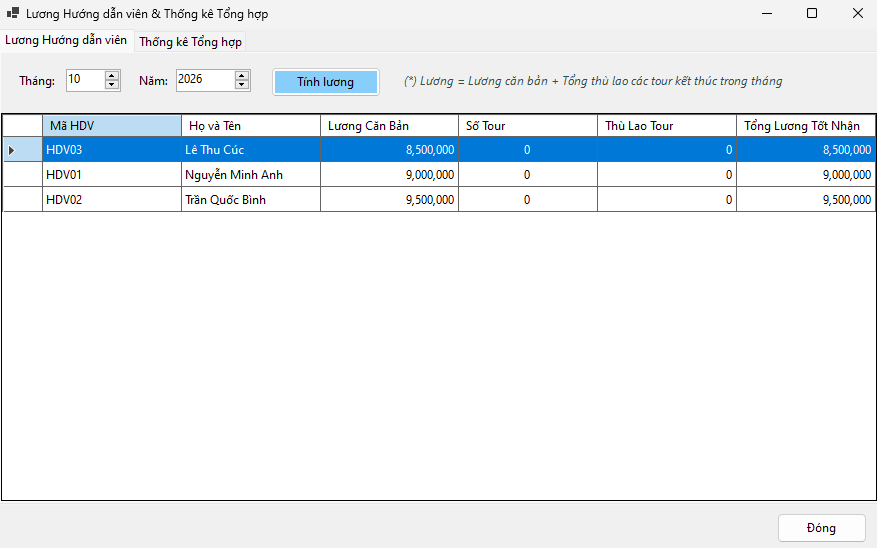 Lương Hướng dẫn viên & Thống kê Tổng hợp
Lương Hướng dẫn viên Thống kê Tổng hợp
Tháng: 10 Năm: 2026 Tính lương (*) Lương = Lương căn bản + Tổng thù lao các tour kết thúc trong tháng
Mã HDV Họ và Tên Lương Căn Bản Số Tour Thù Lao Tour Tổng Lương Tốt Nhận
HDV03 Lê Thu Cúc 8,500,000 0 0 8,500,000
HDV01 Nguyễn Minh Anh 9,000,000 0 0 9,000,000
HDV02 Trần Quốc Bình 9,500,000 0 0 9,500,000
Đóng